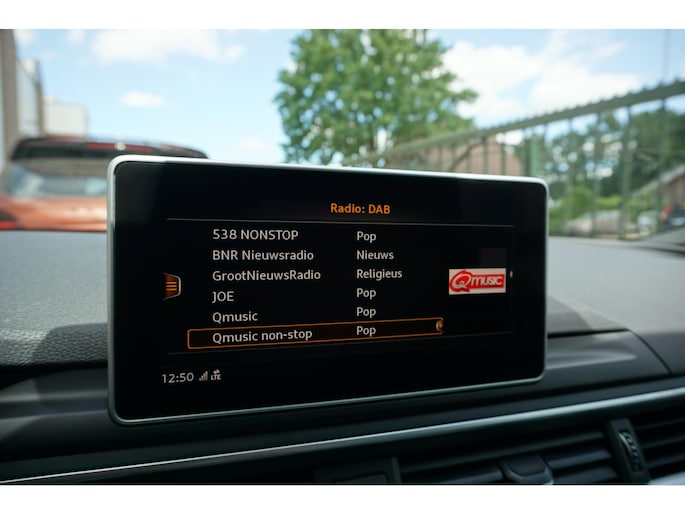 Radio: DAB
538 NONSTOP Pop
BNR Nieuwsradio Nieuws
GrootNieuwsRadio Religieus
JOE Pop
Qmusic Pop
Qmusic non-stop Pop
Qmusic
12:50 LTE